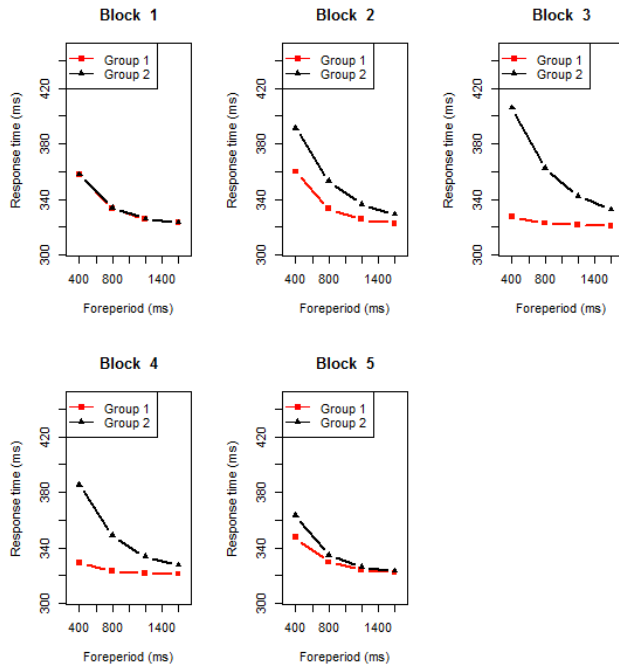 Block 1
Group 1
Group 2
Response time (ms)
420
380
340
300
400 800 1400
Foreperiod (ms)
Block 2
Group 1
Group 2
Response time (ms)
420
380
340
300
400 800 1400
Foreperiod (ms)
Block 3
Group 1
Group 2
Response time (ms)
420
380
340
300
400 800 1400
Foreperiod (ms)
Block 4
Group 1
Group 2
Response time (ms)
420
380
340
300
400 800 1400
Foreperiod (ms)
Block 5
Group 1
Group 2
Response time (ms)
420
380
340
300
400 800 1400
Foreperiod (ms)